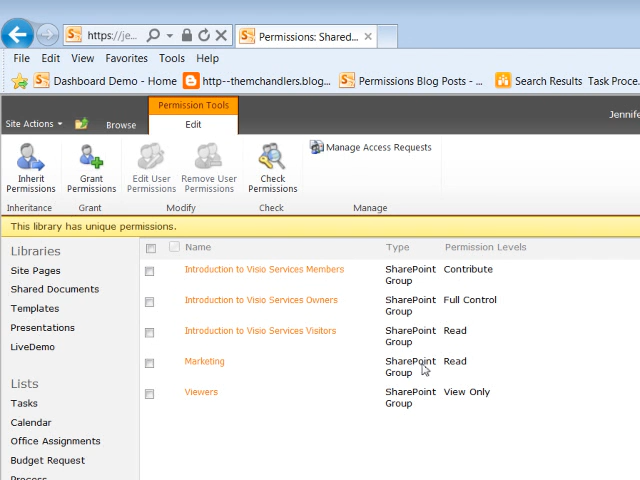 https://je...
Permissions: Shared...
File Edit View Favorites Tools Help
Dashboard Demo - Home http--themchandlers.blog... Permissions Blog Posts - ... Search Results Task Proce...
Permission Tools
Site Actions Browse Edit Jennife
Inherit Permissions
Grant Permissions
Edit User Permissions
Remove User Permissions
Check Permissions
Manage Access Requests
Inheritance Grant Modify Check Manage
This library has unique permissions.
Libraries
Site Pages
Shared Documents
Templates
Presentations
LiveDemo
Lists
Tasks
Calendar
Office Assignments
Budget Request
Process
Name Type Permission Levels
Introduction to Visio Services Members SharePoint Group Contribute
Introduction to Visio Services Owners SharePoint Group Full Control
Introduction to Visio Services Visitors SharePoint Group Read
Marketing SharePoint Group Read
Viewers SharePoint Group View Only